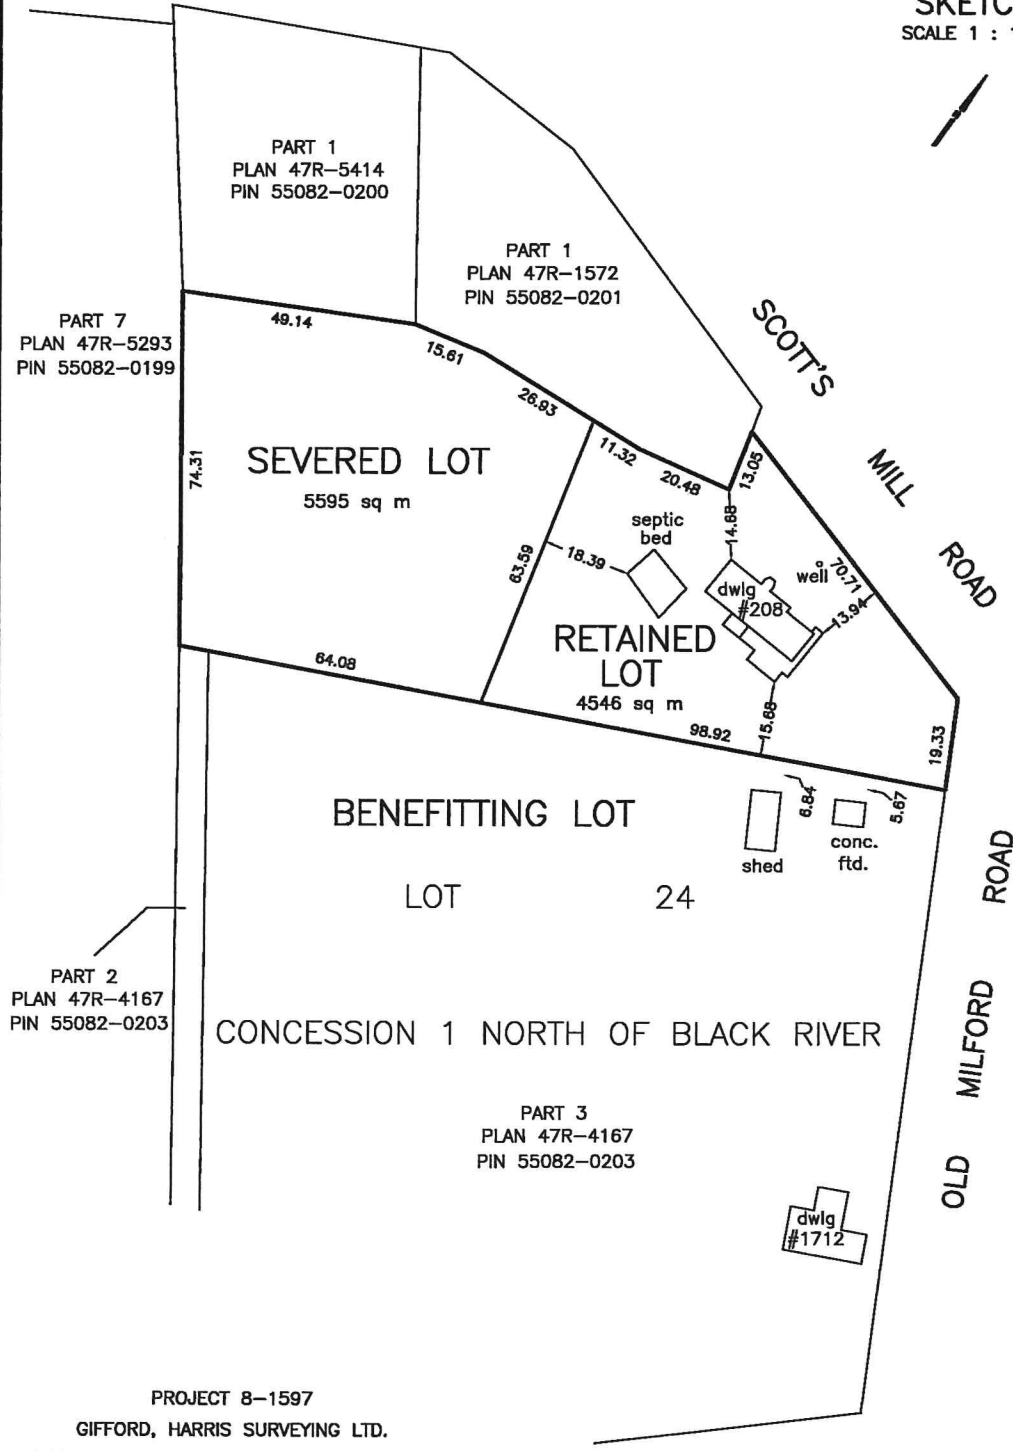 SKETC
SCALE 1 :
PART 1
PLAN 47R-5414
PIN 55082-0200
PART 1
PLAN 47R-1572
PIN 55082-0201
PART 7
PLAN 47R-5293
PIN 55082-0199
49.14
15.61
26.93
11.32
20.48
13.05
SCOTT'S
MILL
ROAD
74.31
SEVERED LOT
5595 sq m
63.59
septic
bed
18.39
14.68
dwlg
#208
well
70.71
13.94
RETAINED
LOT
4546 sq m
64.08
98.92
15.68
19.33
BENEFITTING LOT
6.84
5.67
shed
conc.
ftd.
LOT 24
PART 2
PLAN 47R-4167
PIN 55082-0203
CONCESSION 1 NORTH OF BLACK RIVER
PART 3
PLAN 47R-4167
PIN 55082-0203
OLD MILFORD ROAD
dwlg
#1712
PROJECT 8-1597
GIFFORD, HARRIS SURVEYING LTD.